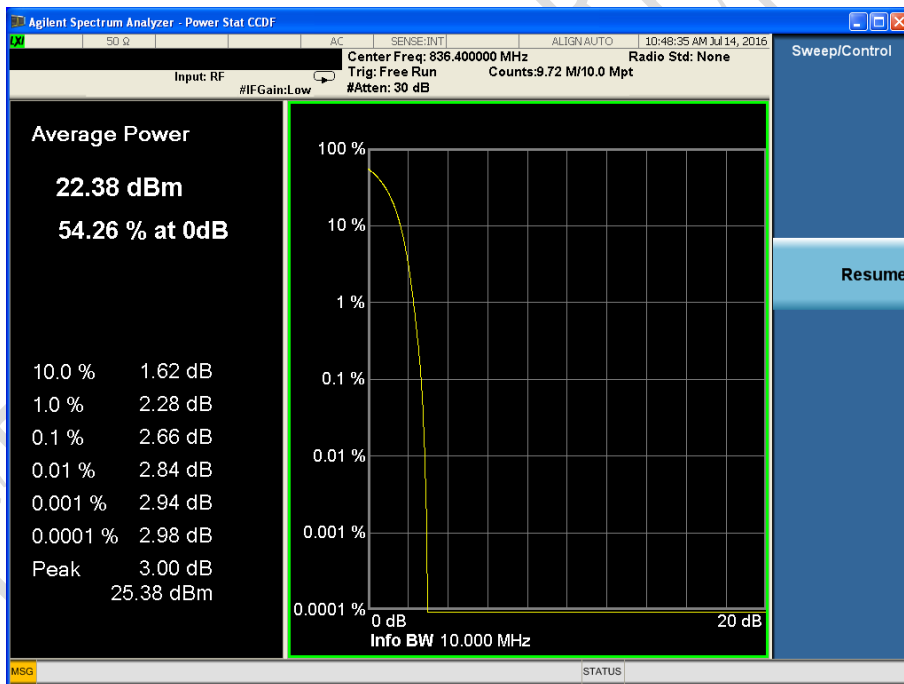 Agilent Spectrum Analyzer - Power Stat CCDF
LXI 50 Ω AC SENSE:INT ALIGN AUTO 10:48:35 AM Jul 14, 2016
Center Freq: 836.400000 MHz Radio Std: None
Input: RF Trig: Free Run Counts:9.72 M/10.0 Mpt
#IFGain:Low #Atten: 30 dB
Sweep/Control
Resume
Average Power
22.38 dBm
54.26 % at 0dB
10.0 % 1.62 dB
1.0 % 2.28 dB
0.1 % 2.66 dB
0.01 % 2.84 dB
0.001 % 2.94 dB
0.0001 % 2.98 dB
Peak 3.00 dB
25.38 dBm
100 %
10 %
1 %
0.1 %
0.01 %
0.001 %
0.0001 %
0 dB 20 dB
Info BW 10.000 MHz
MSG STATUS